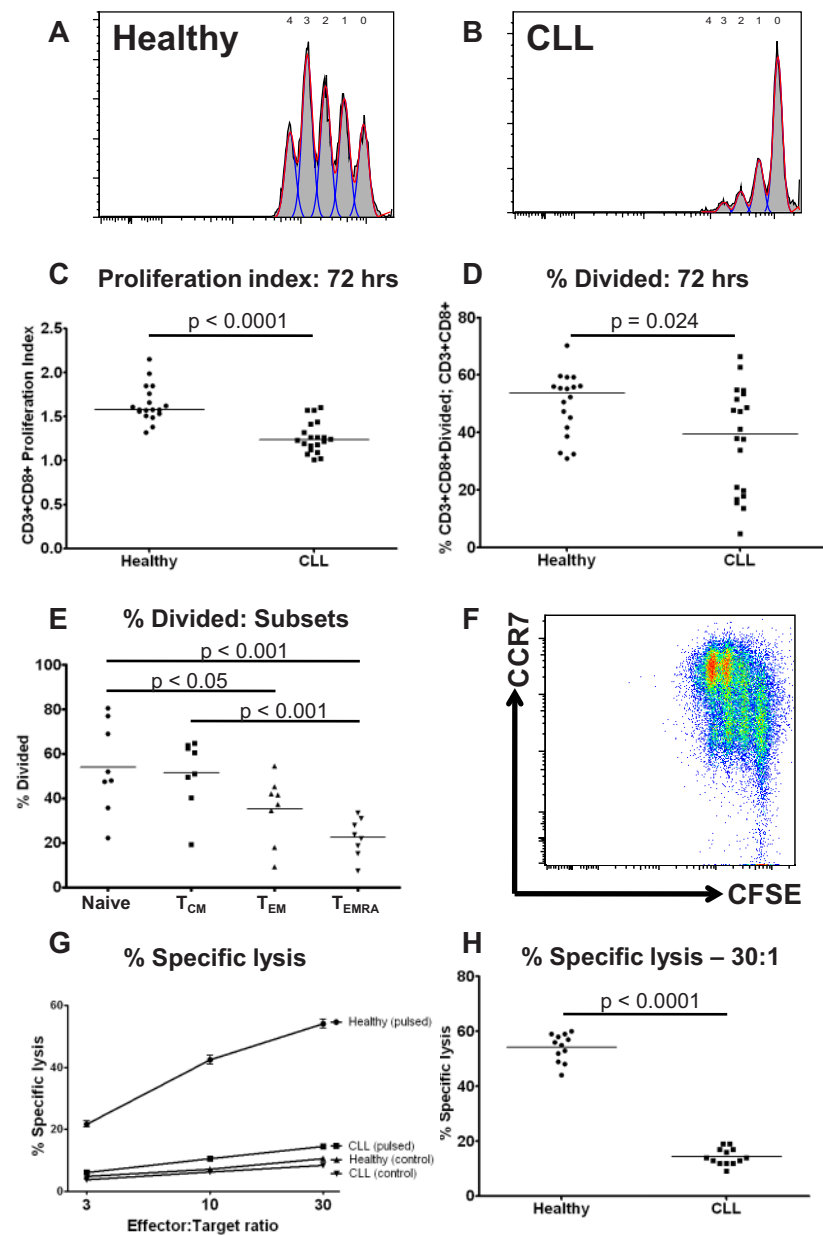 A
Healthy
4 3 2 1 0
B
CLL
4 3 2 1 0
C
Proliferation index: 72 hrs
p < 0.0001
CD3+CD8+ Proliferation Index
2.5
2.0
1.5
1.0
0.5
0.0
Healthy CLL
D
% Divided: 72 hrs
p = 0.024
% CD3+CD8+Divided; CD3+CD8+
80
60
40
20
0
Healthy CLL
E
% Divided: Subsets
p < 0.001
p < 0.05
p < 0.001
% Divided
100
80
60
40
20
0
Naive TCM TEM TEMRA
F
CCR7
CFSE
G
% Specific lysis
% Specific lysis
60
40
20
0
Healthy (pulsed)
CLL (pulsed)
Healthy (control)
CLL (control)
3 10 30
Effector:Target ratio
H
% Specific lysis – 30:1
p < 0.0001
% Specific lysis
80
60
40
20
0
Healthy CLL